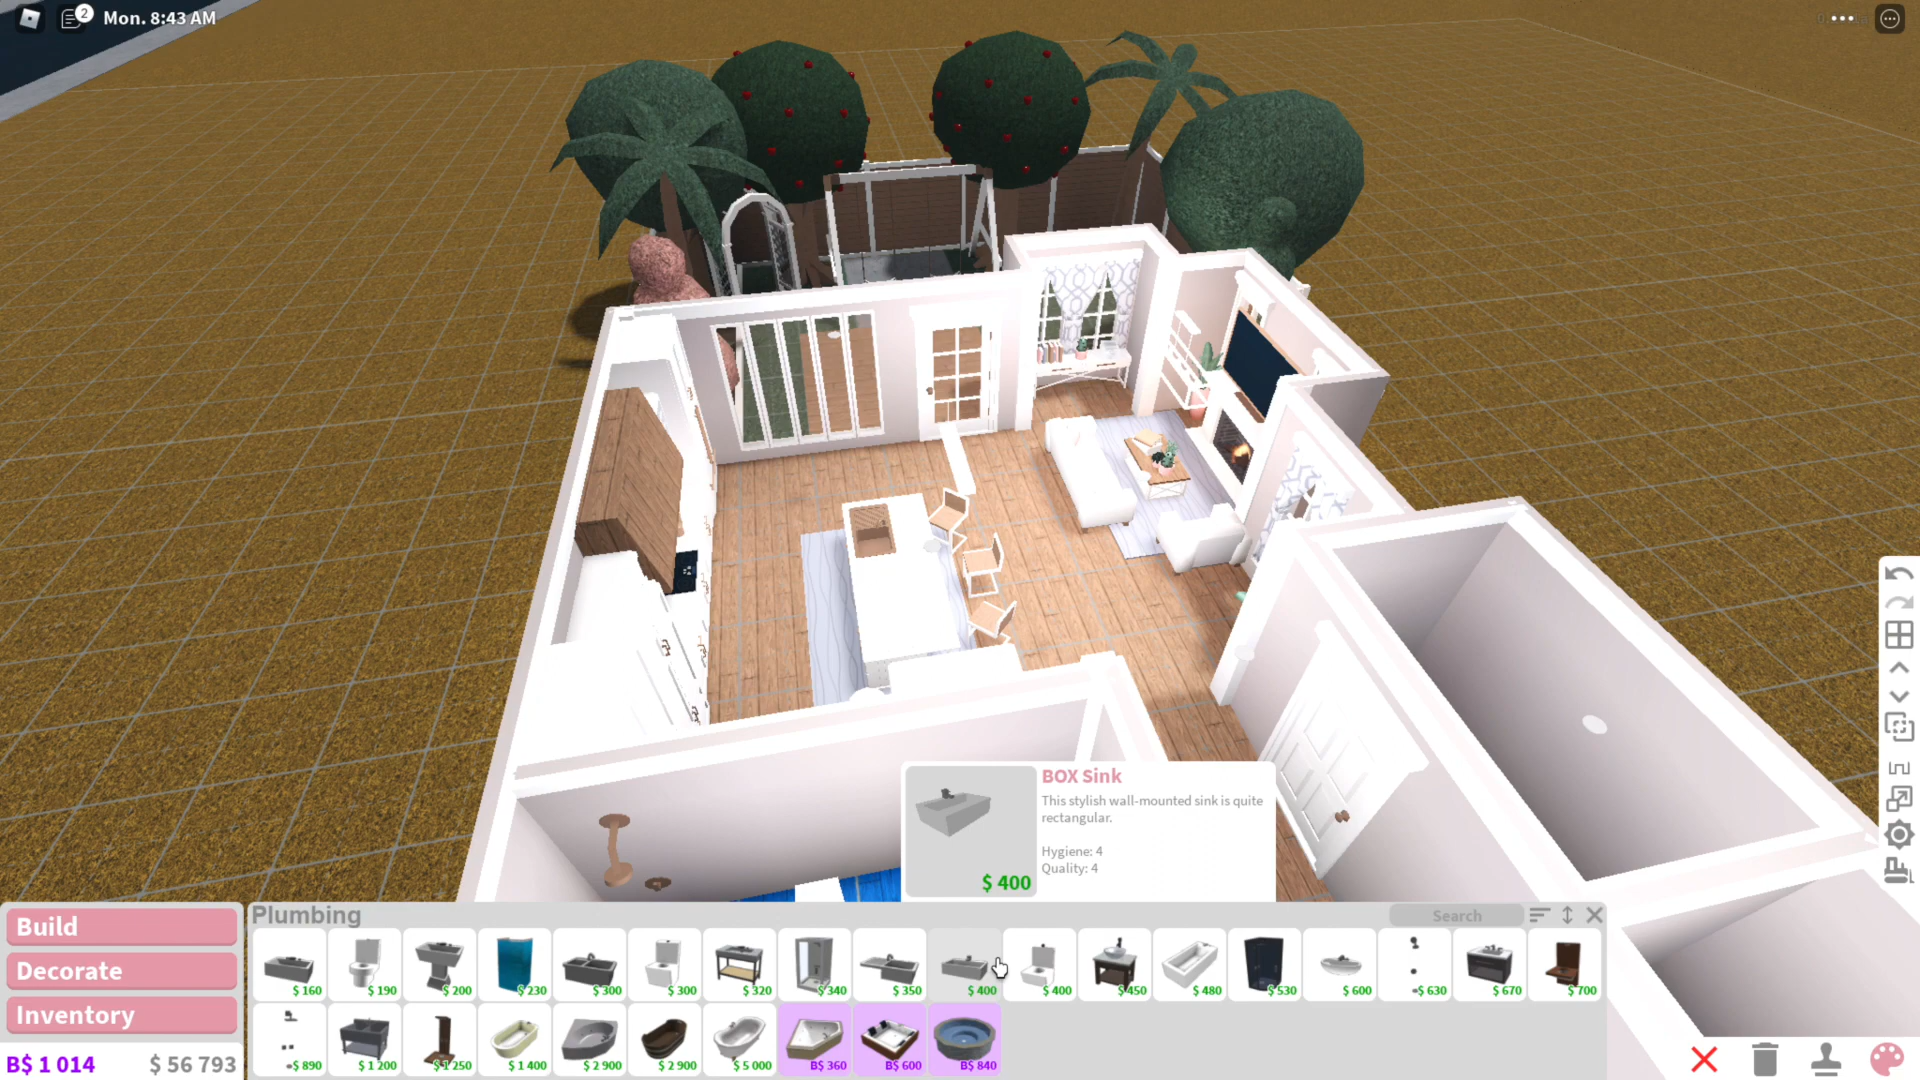 2
Mon. 8:43 AM
BOX Sink
This stylish wall-mounted sink is quite
rectangular.
Hygiene: 4
Quality: 4
$ 400
Build
Decorate
Inventory
B$ 1 014 $ 56 793
Plumbing
Search
$ 160 $ 190 $ 200 $ 230 $ 300 $ 300 $ 320 $ 340 $ 350 $ 400 $ 400 $ 450 $ 480 $ 530 $ 600 $ 630 $ 670 $ 700
$ 890 $ 1 200 $ 1 250 $ 1 400 $ 2 900 $ 2 900 $ 5 000 B$ 360 B$ 600 B$ 840